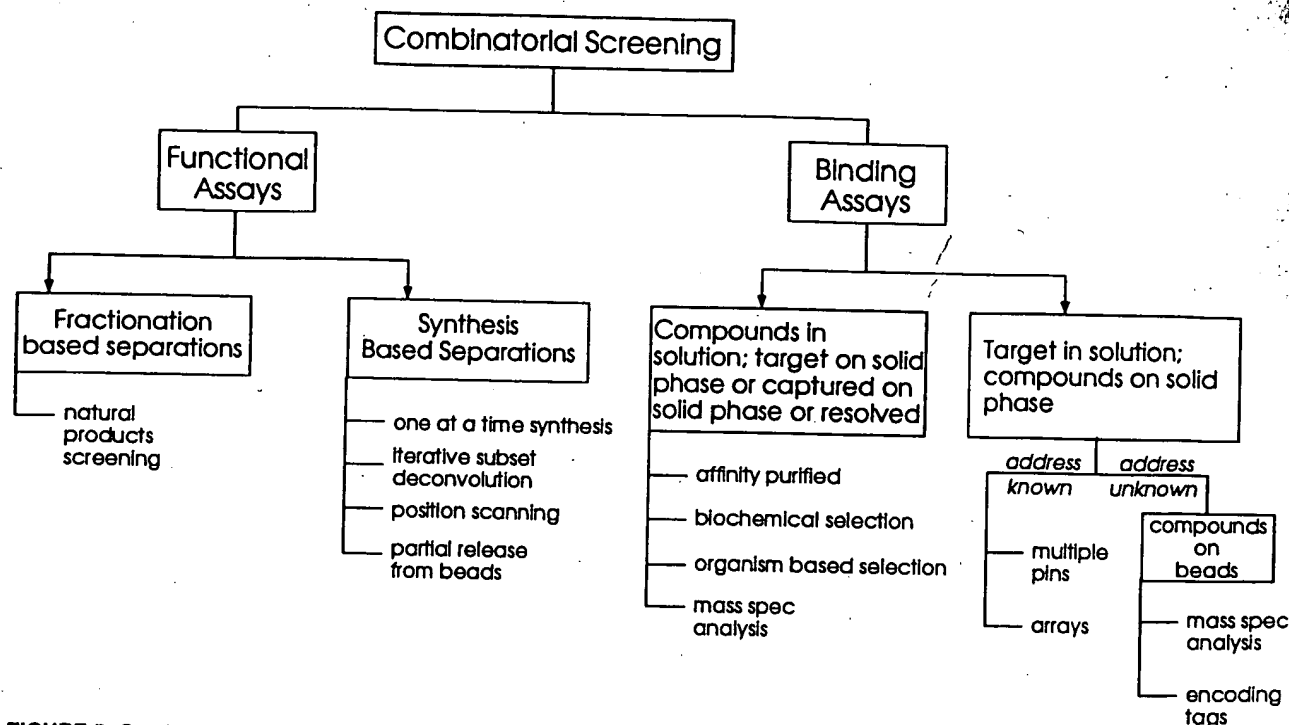 Combinatorial Screening
Functional
Assays
Binding
Assays
Fractionation
based separations
natural
products
screening
Synthesis
Based Separations
one at a time synthesis
iterative subset
deconvolution
position scanning
partial release
from beads
Compounds in
solution; target on solid
phase or captured on
solid phase or resolved
affinity purified
biochemical selection
organism based selection
mass spec
analysis
Target in solution;
compounds on solid
phase
address
known
address
unknown
multiple
pins
arrays
compounds
on
beads
mass spec
analysis
encoding
tags